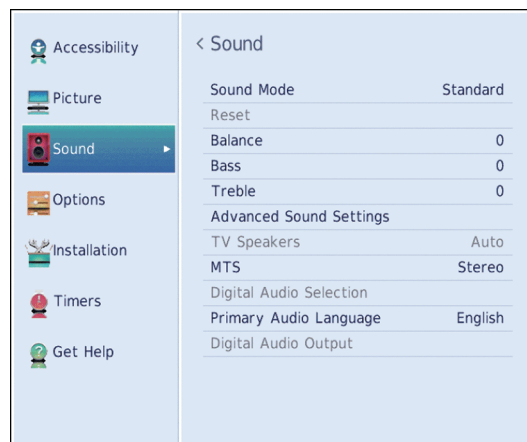 Accessibility
Picture
Sound
Options
Installation
Timers
Get Help
< Sound
Sound Mode Standard
Reset
Balance 0
Bass 0
Treble 0
Advanced Sound Settings
TV Speakers Auto
MTS Stereo
Digital Audio Selection
Primary Audio Language English
Digital Audio Output